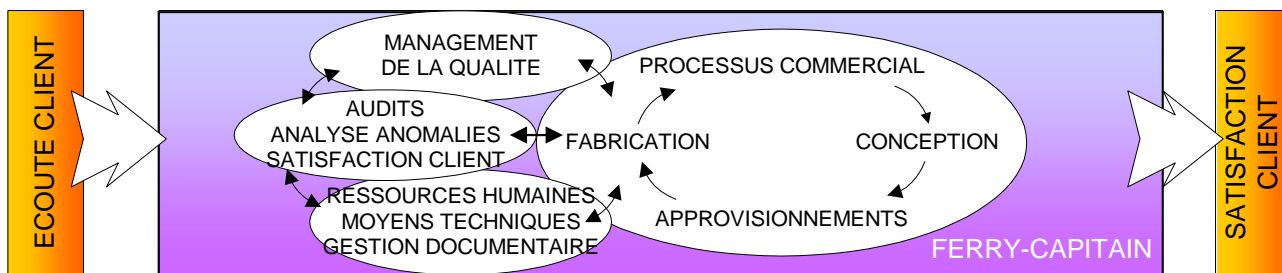 ECOUTE CLIENT
MANAGEMENT
DE LA QUALITE
AUDITS
ANALYSE ANOMALIES
SATISFACTION CLIENT
RESSOURCES HUMAINES
MOYENS TECHNIQUES
GESTION DOCUMENTAIRE
PROCESSUS COMMERCIAL
FABRICATION
CONCEPTION
APPROVISIONNEMENTS
FERRY-CAPITAIN
SATISFACTION
CLIENT